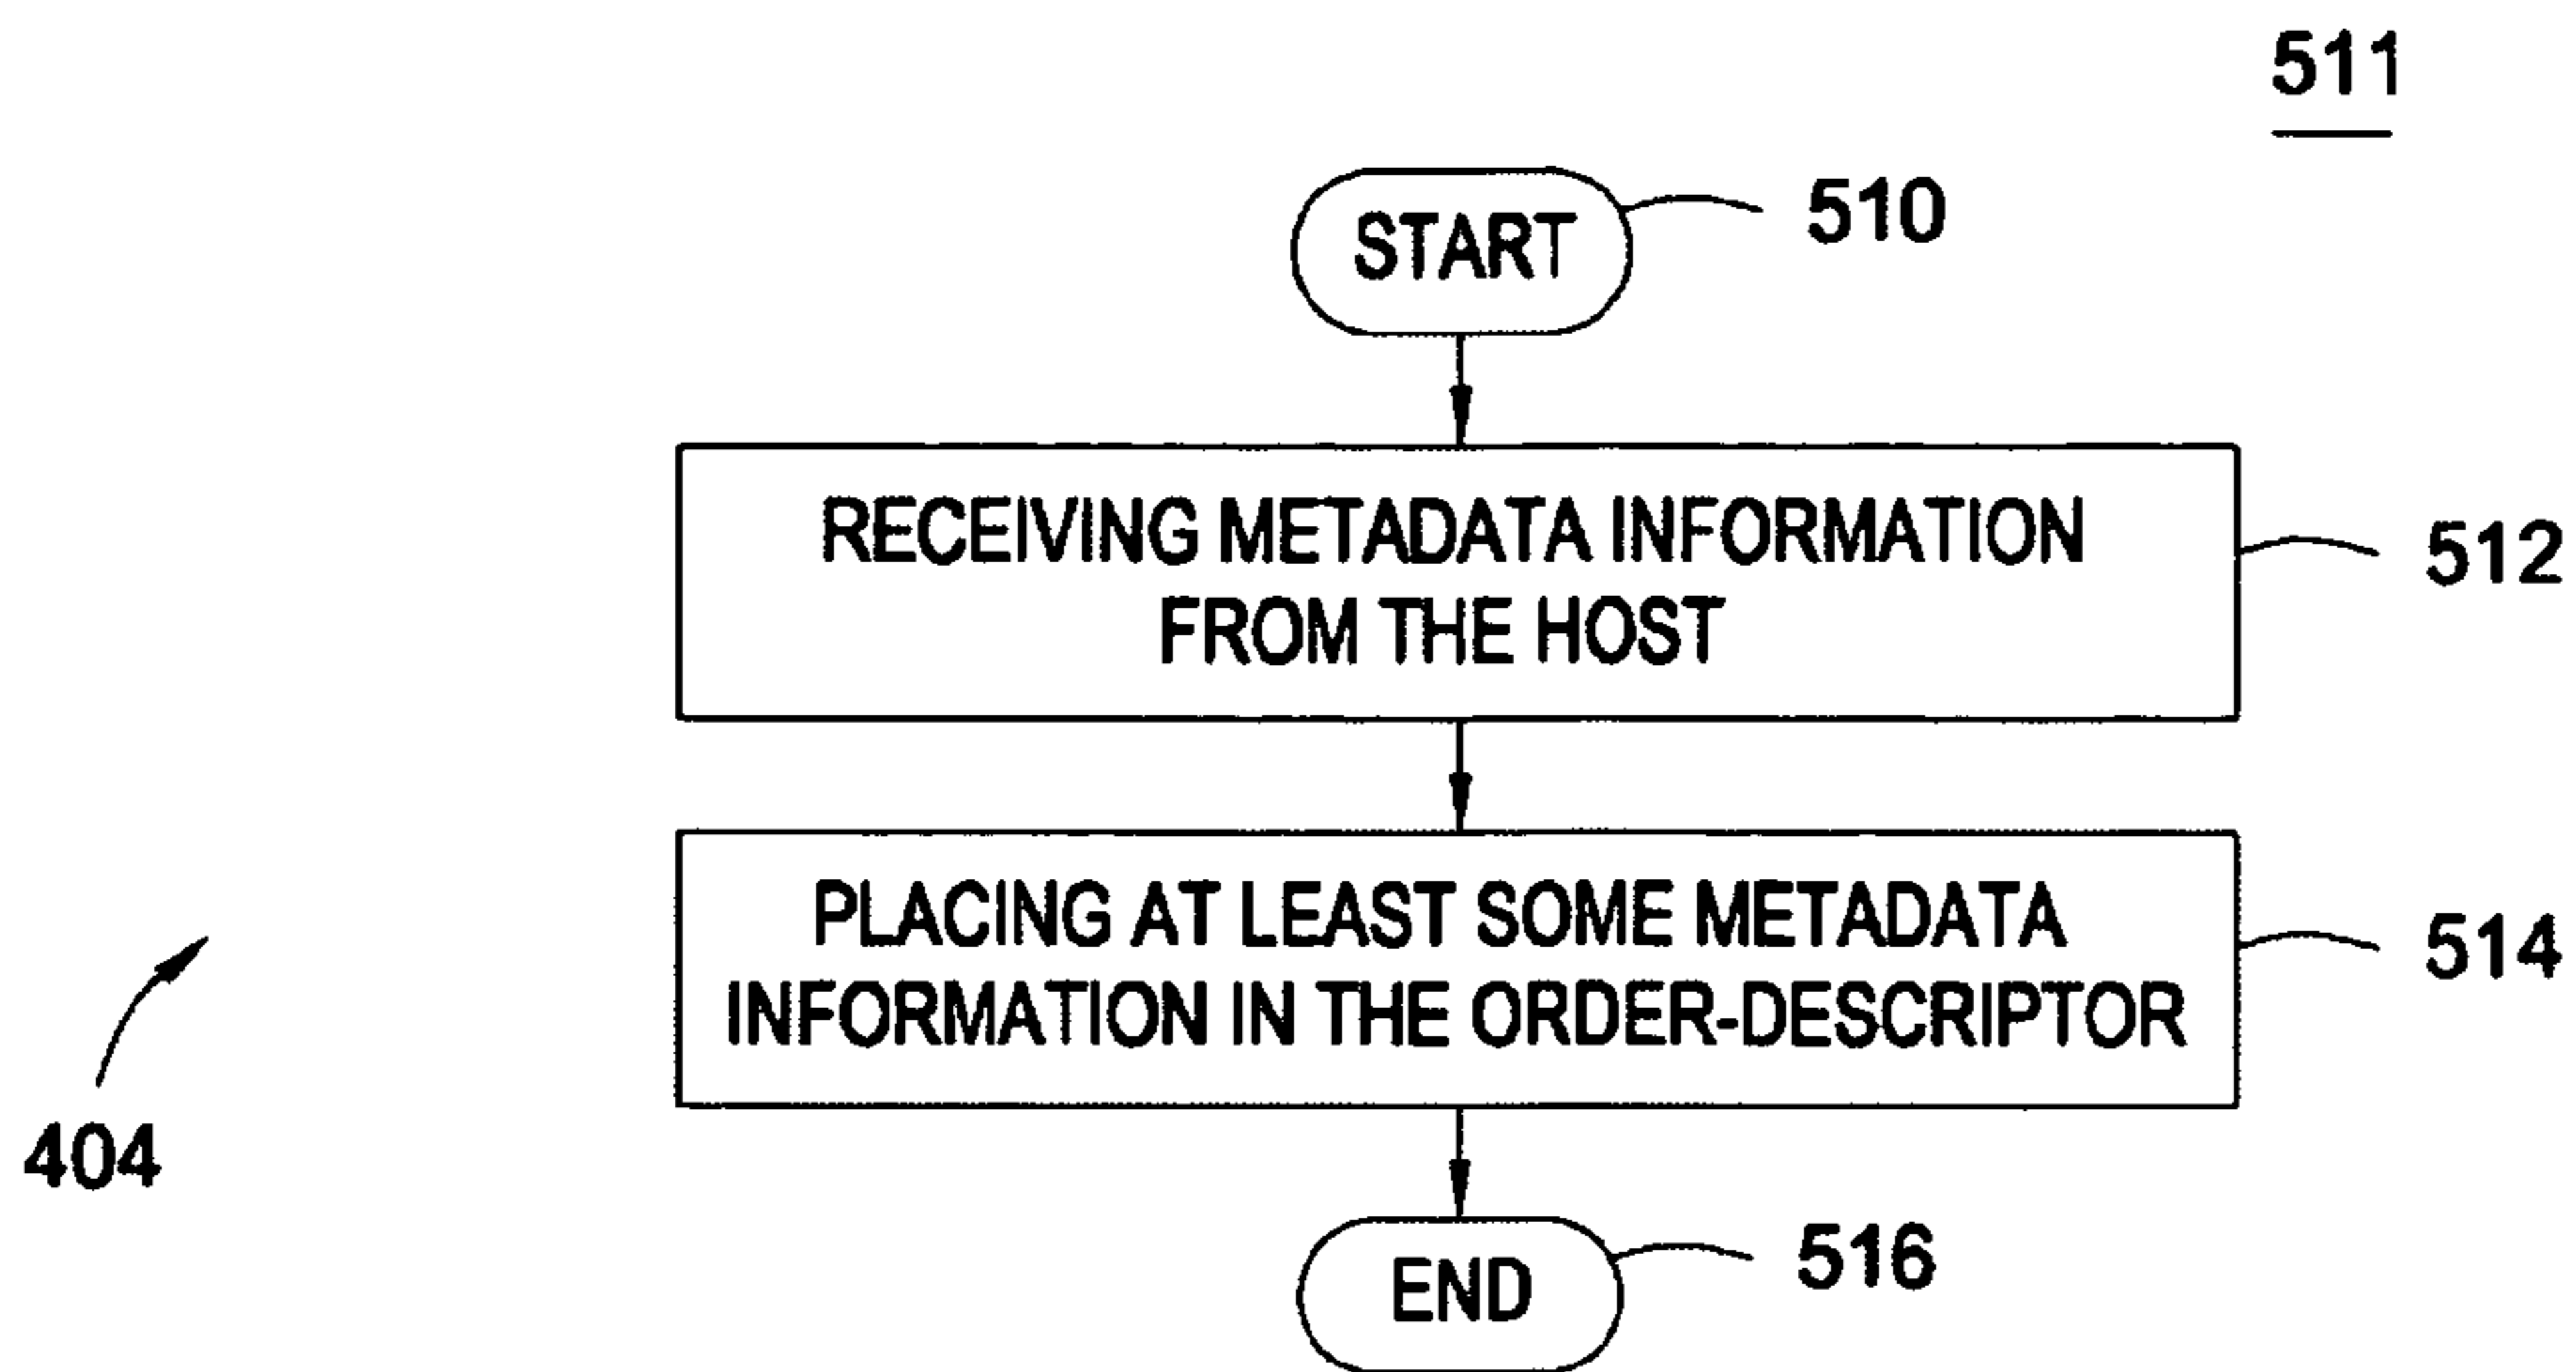 511
START
510
RECEIVING METADATA INFORMATION
FROM THE HOST
512
PLACING AT LEAST SOME METADATA
INFORMATION IN THE ORDER-DESCRIPTOR
514
404
END
516